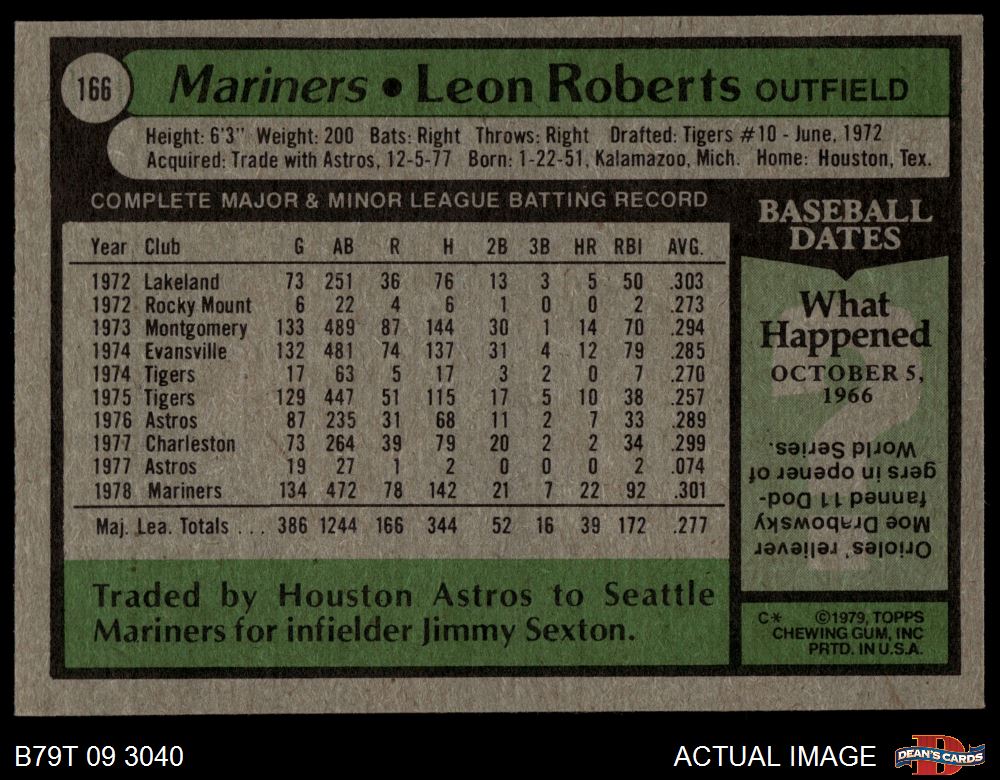 166
Mariners • Leon Roberts OUTFIELD
Height: 6'3" Weight: 200 Bats: Right Throws: Right Drafted: Tigers #10 - June, 1972
Acquired: Trade with Astros, 12-5-77 Born: 1-22-51, Kalamazoo, Mich. Home: Houston, Tex.
COMPLETE MAJOR & MINOR LEAGUE BATTING RECORD
Year Club G AB R H 2B 3B HR RBI AVG.
1972 Lakeland 73 251 36 76 13 3 5 50 .303
1972 Rocky Mount 6 22 4 6 1 0 0 2 .273
1973 Montgomery 133 489 87 144 30 1 14 70 .294
1974 Evansville 132 481 74 137 31 4 12 79 .285
1974 Tigers 17 63 5 17 3 2 0 7 .270
1975 Tigers 129 447 51 115 17 5 10 38 .257
1976 Astros 87 235 31 68 11 2 7 33 .289
1977 Charleston 73 264 39 79 20 2 2 34 .299
1977 Astros 19 27 1 2 0 0 0 2 .074
1978 Mariners 134 472 78 142 21 7 22 92 .301
Maj. Lea. Totals . . . 386 1244 166 344 52 16 39 172 .277
Traded by Houston Astros to Seattle
Mariners for infielder Jimmy Sexton.
BASEBALL
DATES
What
Happened
OCTOBER 5,
1966
Orioles' reliever
Moe Drabowsky
fanned 11 Dod-
gers in opener of
World Series.
C* ©1979, TOPPS
CHEWING GUM, INC
PRTD. IN U.S.A.
B79T 09 3040
ACTUAL IMAGE
D
DEAN'S CARDS